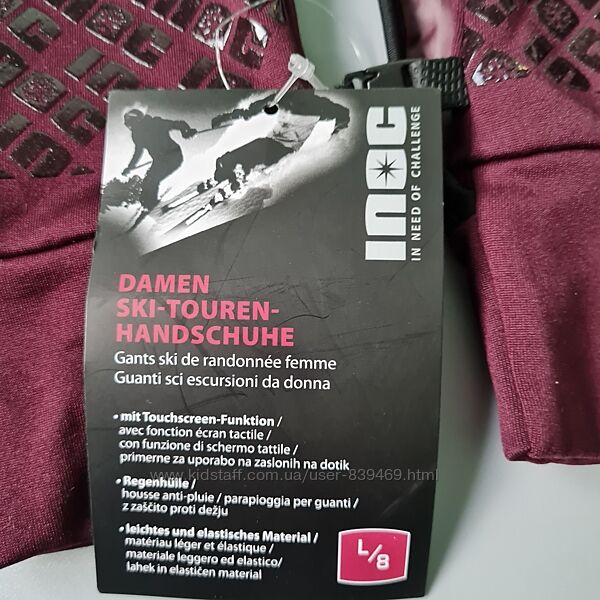 INOC
IN NEED OF CHALLENGE
DAMEN
SKI-TOUREN-
HANDSCHUHE
Gants ski de randonnée femme
Guanti sci escursioni da donna
• mit Touchscreen-Funktion /
avec fonction écran tactile /
con funzione di schermo tattile /
primerne za uporabo na zaslonih na dotik
www.kidstaff.com.ua/user-839469.html
• Regenhülle /
housse anti-pluie / parapioggia per guanti /
z zaščito proti dežju
• leichtes und elastisches Material /
matériau léger et élastique /
materiale leggero ed elastico /
lahek in elastičen material
L/8